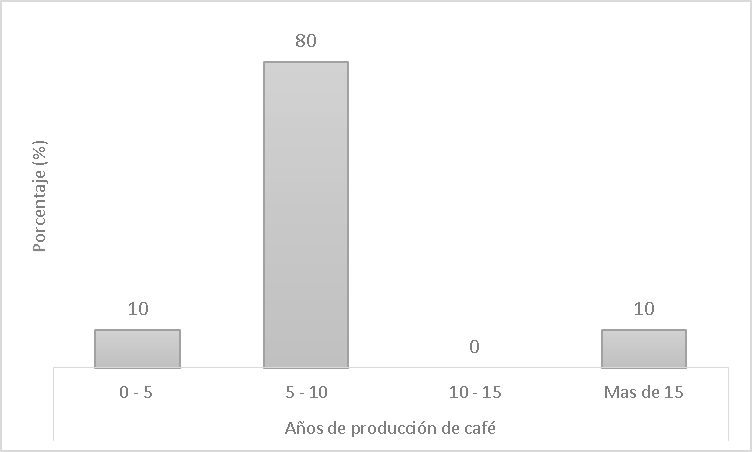 80
Porcentaje (%)
10
0
10
0 - 5
5 - 10
10 - 15
Mas de 15
Años de producción de café